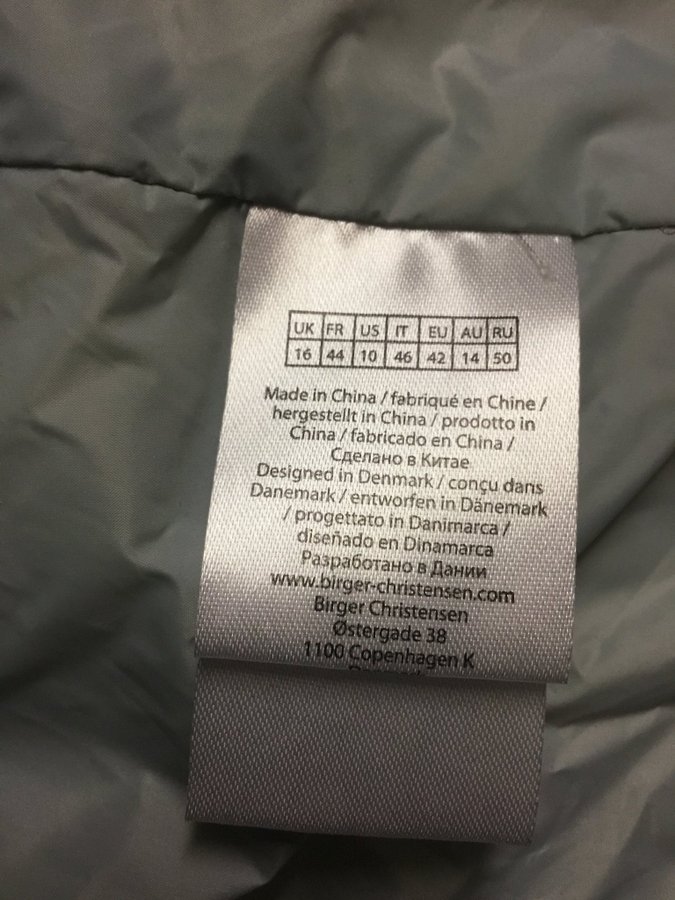 UK FR US IT EU AU RU
16 44 10 46 42 14 50
Made in China / fabriqué en Chine /
hergestellt in China / prodotto in
China / fabricado en China /
Сделано в Китае
Designed in Denmark / conçu dans
Danemark / entworfen in Dänemark
/ progettato in Danimarca /
diseñado en Dinamarca
Разработано в Дании
www.birger-christensen.com
Birger Christensen
Østergade 38
1100 Copenhagen K